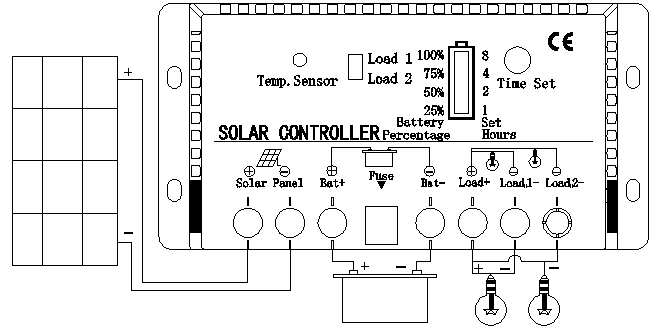 CE
Load 1
Load 2
Temp. Sensor
100% 8
75% 4
50% 2
25% 1
Battery Percentage
Set Hours
Time Set
SOLAR CONTROLLER
Solar Panel Bat+ Fuse Bat- Load+ Load1- Load2-
+
-
+ -
+ - -